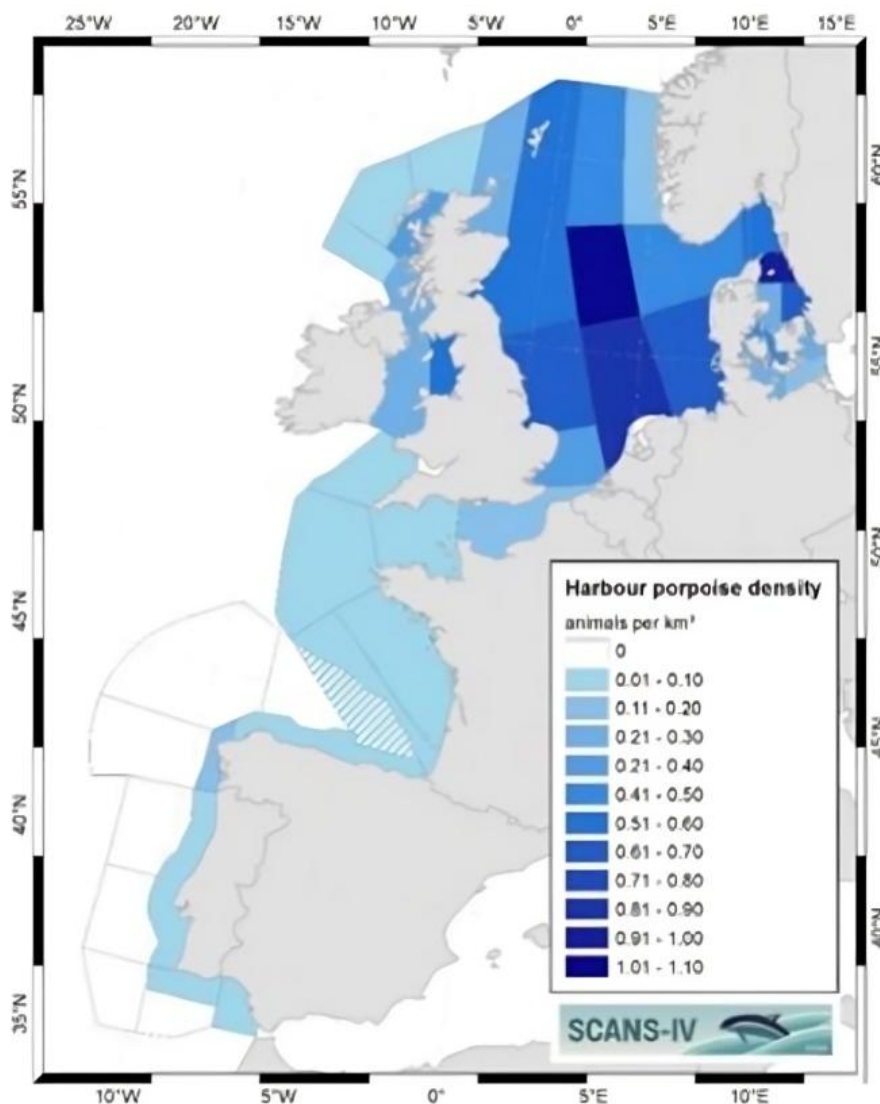 25°W 20°W 15°W 10°W 5°W 0° 5°E 10°E 15°E
55°N
50°N
45°N
40°N
35°N
60°N
55°N
50°N
45°N
40°N
Harbour porpoise density
animals per km²
0
0.01 - 0.10
0.11 - 0.20
0.21 - 0.30
0.21 - 0.40
0.41 - 0.50
0.51 - 0.60
0.61 - 0.70
0.71 - 0.80
0.81 - 0.90
0.91 - 1.00
1.01 - 1.10
SCANS-IV
10°W 5°W 0° 5°E 10°E